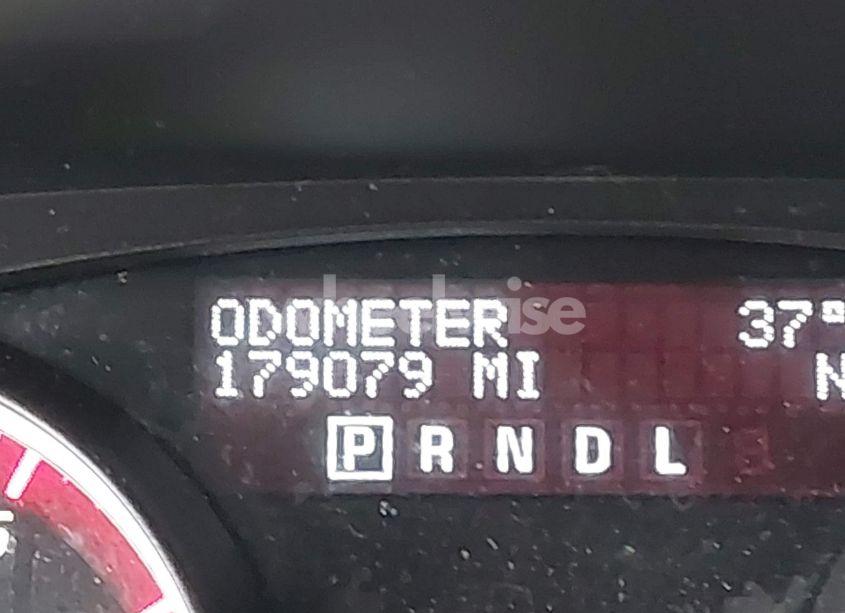 ODOMETER 37°
179079 MI N
P R N D L